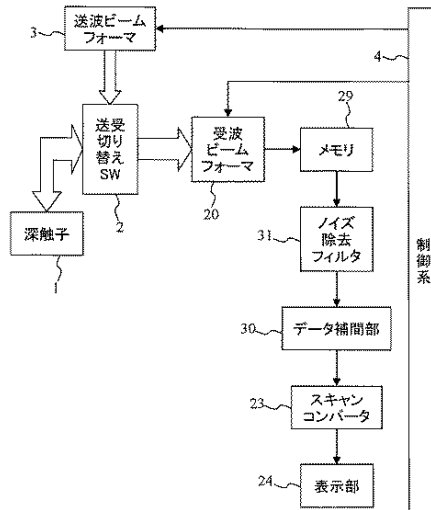 送波ビーム
フォーマ
3
4
送受
切り
替え
SW
2
受波
ビーム
フォーマ
20
29
メモリ
深触子
1
31
ノイズ
除去
フィルタ
制御系
30
データ補間部
23
スキャン
コンバータ
24
表示部